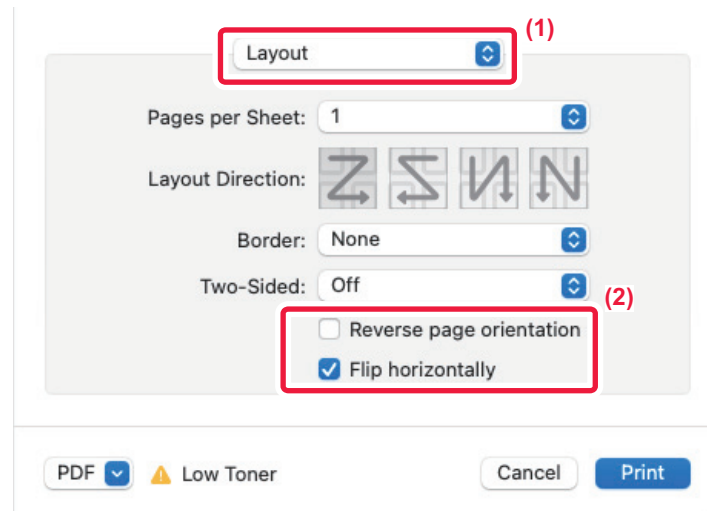 (1)
Layout
Pages per Sheet: 1
Layout Direction:
Border: None
Two-Sided: Off
(2)
Reverse page orientation
Flip horizontally
PDF Low Toner Cancel Print